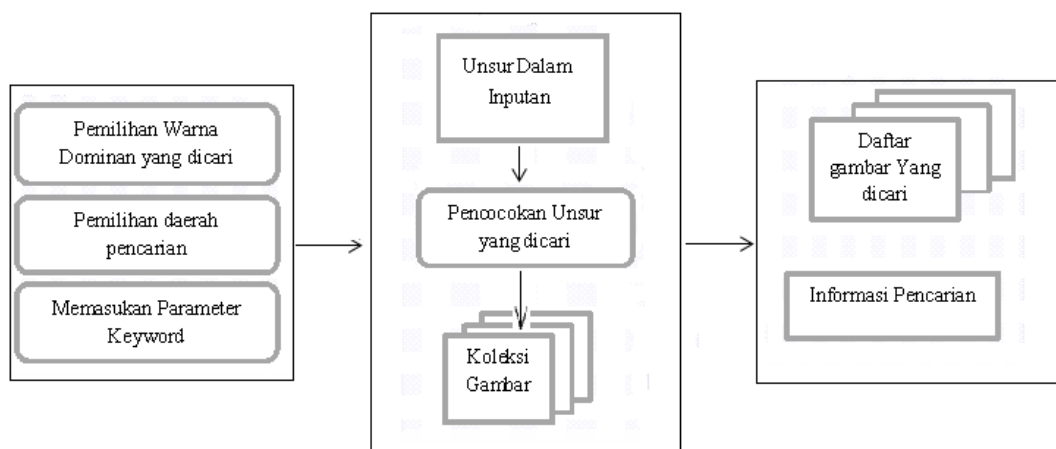 Pemilihan Warna
Dominan yang dicari
Pemilihan daerah
pencarian
Memasukan Parameter
Keyword
Unsur Dalam
Inputan
Pencocokan Unsur
yang dicari
Koleksi
Gambar
Daftar
gambar Yang
dicari
Informasi Pencarian